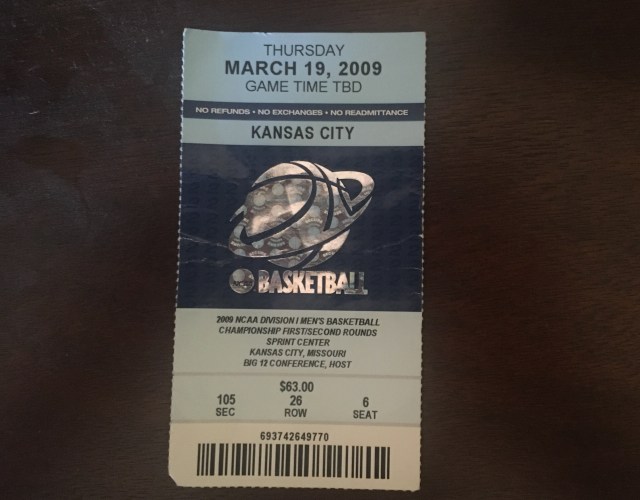 THURSDAY
MARCH 19, 2009
GAME TIME TBD
NO REFUNDS • NO EXCHANGES • NO READMITTANCE
KANSAS CITY
BASKETBALL
2009 NCAA DIVISION I MEN'S BASKETBALL
CHAMPIONSHIP FIRST/SECOND ROUNDS
SPRINT CENTER
KANSAS CITY, MISSOURI
BIG 12 CONFERENCE, HOST
$63.00
105 26 6
SEC ROW SEAT
693742649770